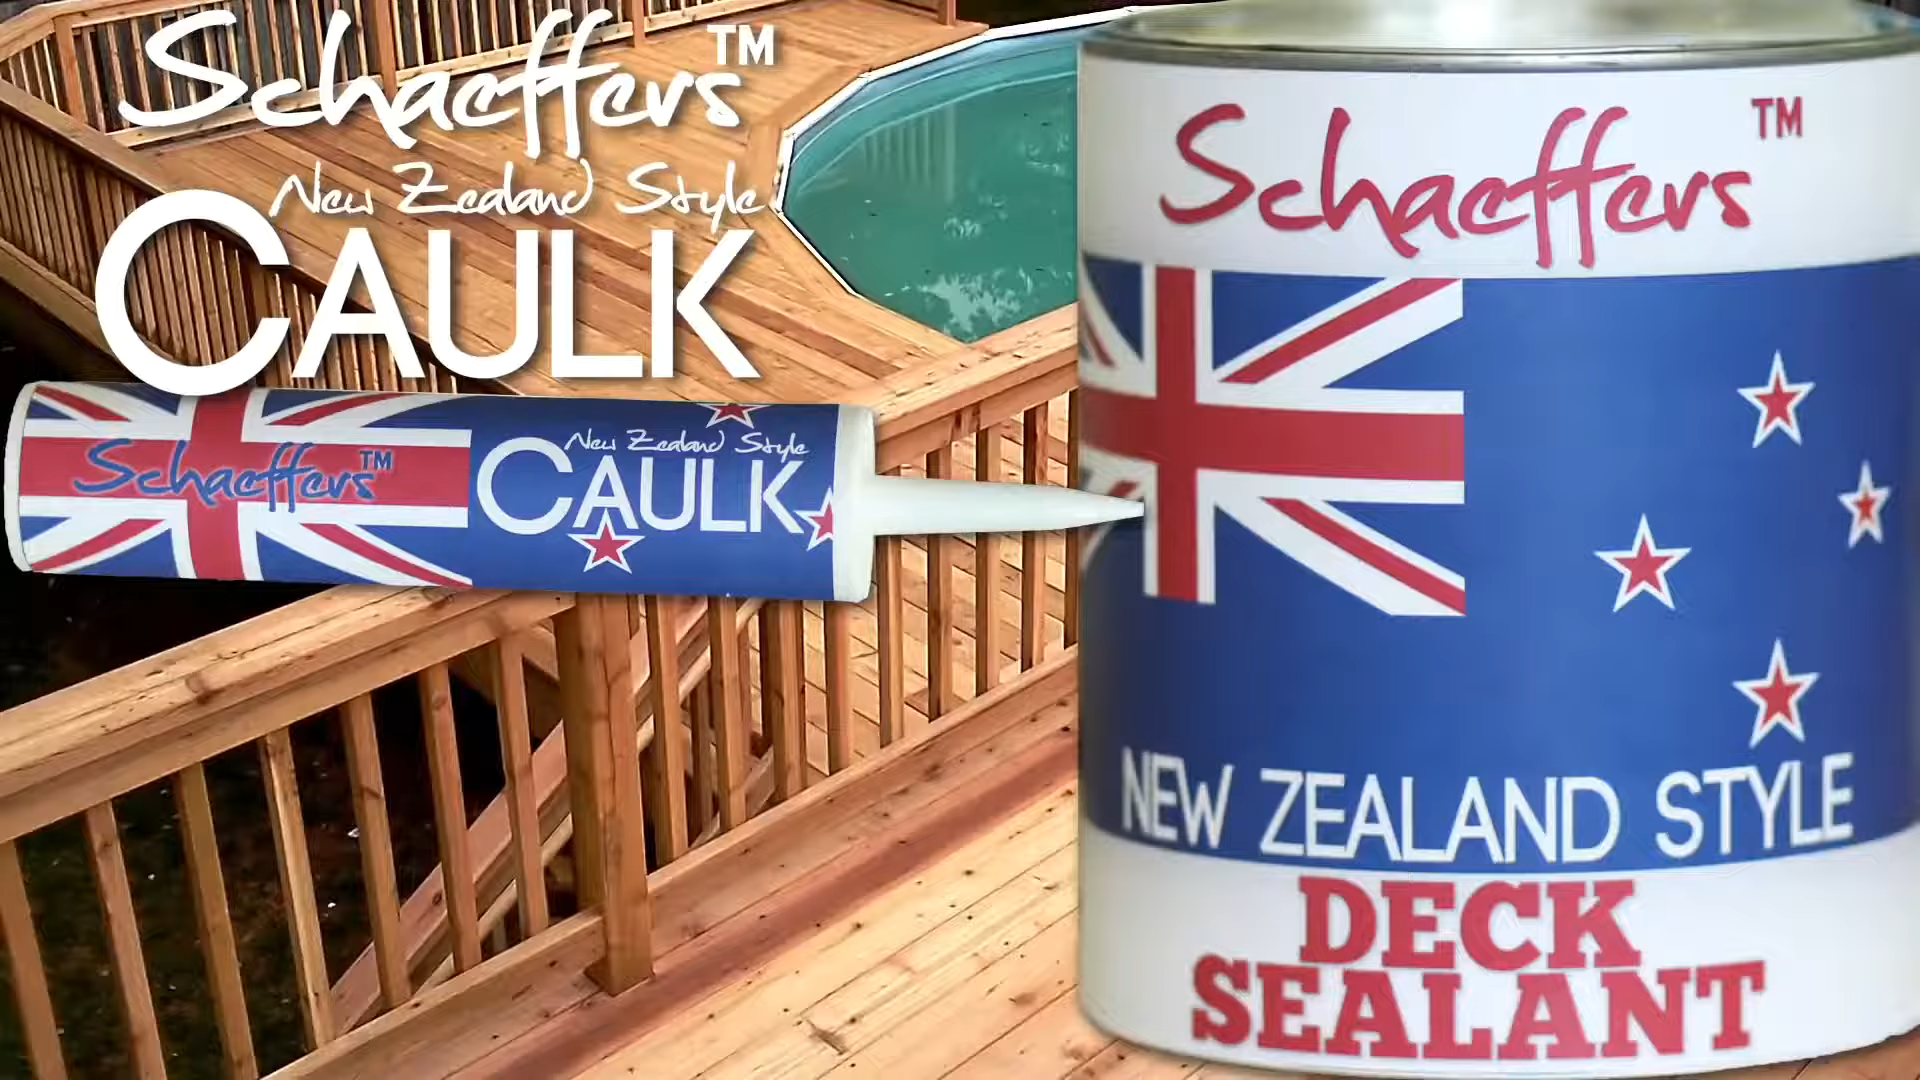 Schaeffers™
New Zealand Style
CAULK
Schaeffers™
New Zealand Style
CAULK
Schaeffers™
NEW ZEALAND STYLE
DECK
SEALANT